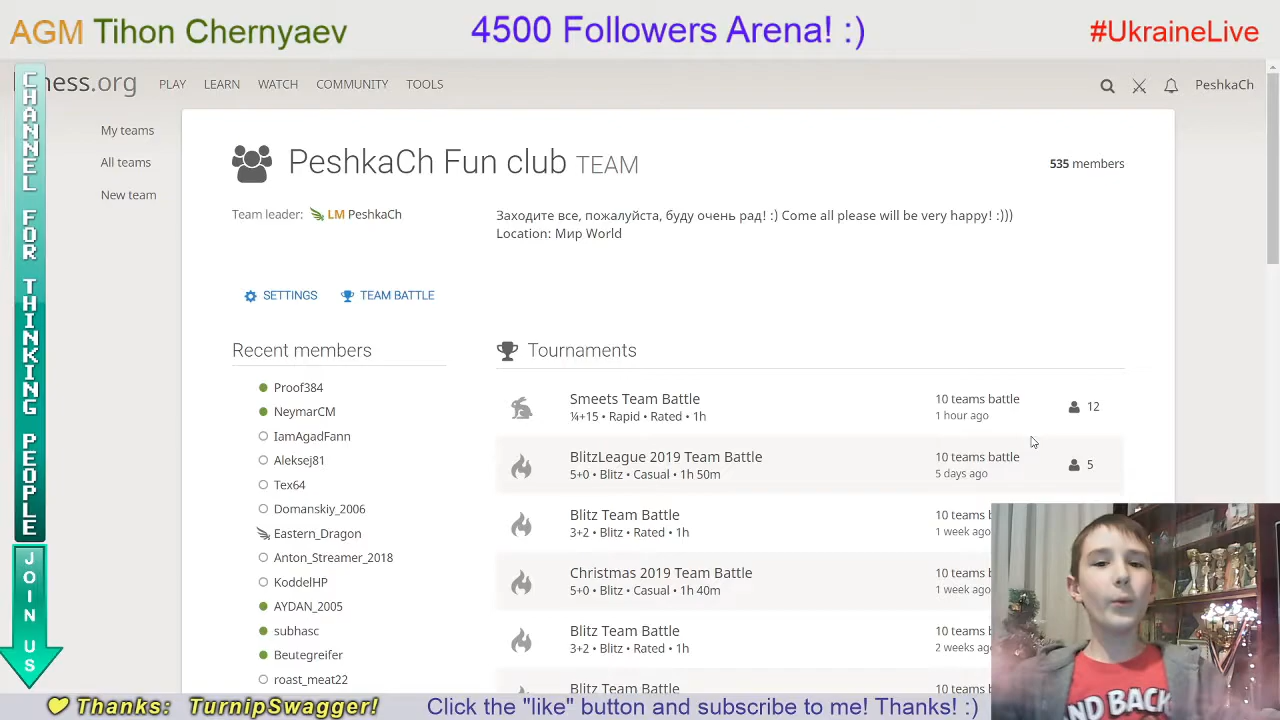 AGM Tihon Chernyaev
4500 Followers Arena! :)
#UkraineLive
CHANNEL FOR THINKING PEOPLE
JOIN US
ness.org
PLAY LEARN WATCH COMMUNITY TOOLS
PeshkaCh
My teams
All teams
New team
PeshkaCh Fun club TEAM
535 members
Team leader: LM PeshkaCh
Заходите все, пожалуйста, буду очень рад! :) Come all please will be very happy! :)))
Location: Мир World
SETTINGS TEAM BATTLE
Recent members
Proof384
NeymarCM
IamAgadFann
Aleksej81
Tex64
Domanskiy_2006
Eastern_Dragon
Anton_Streamer_2018
KoddelHP
AYDAN_2005
subhasc
Beutegreifer
roast_meat22
Tournaments
Smeets Team Battle
¼+15 • Rapid • Rated • 1h
10 teams battle
1 hour ago
12
BlitzLeague 2019 Team Battle
5+0 • Blitz • Casual • 1h 50m
10 teams battle
5 days ago
5
Blitz Team Battle
3+2 • Blitz • Rated • 1h
10 teams b
1 week ago
Christmas 2019 Team Battle
5+0 • Blitz • Casual • 1h 40m
10 teams b
1 week ago
Blitz Team Battle
3+2 • Blitz • Rated • 1h
10 teams b
2 weeks ago
Blitz Team Battle
10 teams b
AND BACK
Thanks: TurnipSwagger!
Click the "like" button and subscribe to me! Thanks! :)